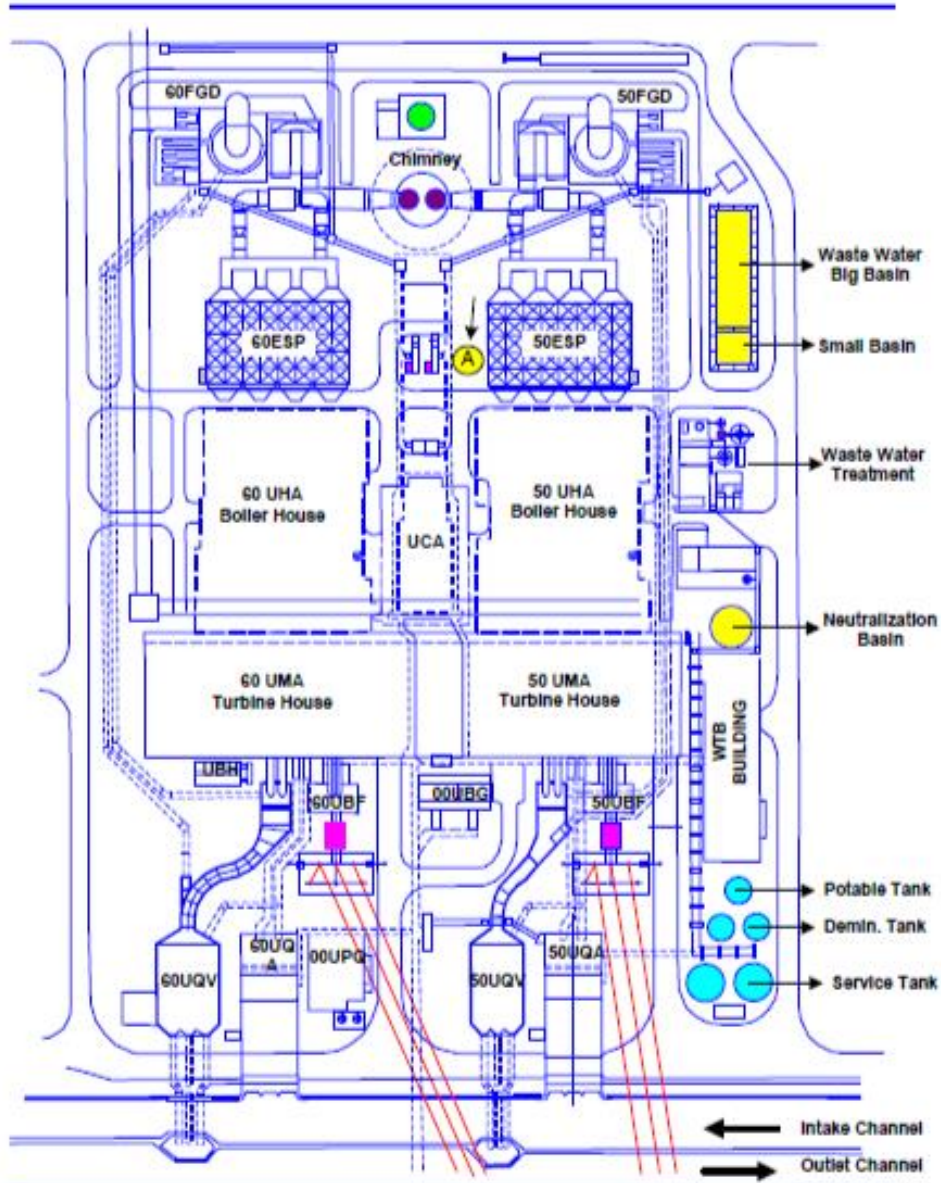 60FGD
50FGD
Chimney
Waste Water
Big Basin
60ESP
50ESP
A
Small Basin
60 UHA
Boiler House
50 UHA
Boiler House
Waste Water
Treatment
UCA
Neutralization
Basin
60 UMA
Turbine House
50 UMA
Turbine House
WTB
BUILDING
UBH
60UBF
00UBG
50UBF
Potable Tank
Demin. Tank
60UQ
A
00UPQ
50UQA
60UQV
50UQV
Service Tank
Intake Channel
Outlet Channel